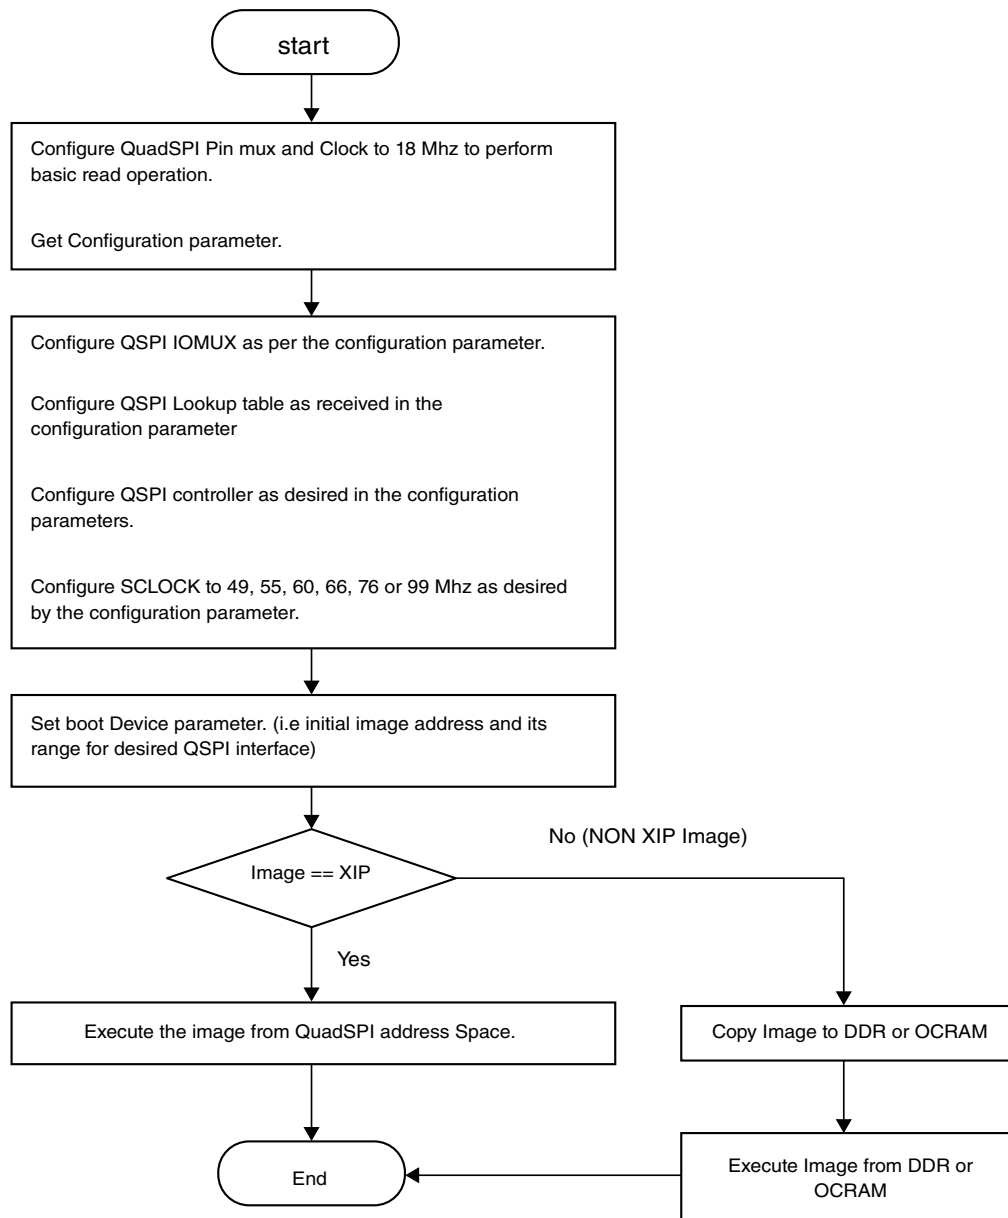 start
Configure QuadSPI Pin mux and Clock to 18 Mhz to perform
basic read operation.
Get Configuration parameter.
Configure QSPI IOMUX as per the configuration parameter.
Configure QSPI Lookup table as received in the
configuration parameter
Configure QSPI controller as desired in the configuration
parameters.
Configure SCLOCK to 49, 55, 60, 66, 76 or 99 Mhz as desired
by the configuration parameter.
Set boot Device parameter. (i.e initial image address and its
range for desired QSPI interface)
Image == XIP
No (NON XIP Image)
Yes
Execute the image from QuadSPI address Space.
Copy Image to DDR or OCRAM
Execute Image from DDR or
OCRAM
End